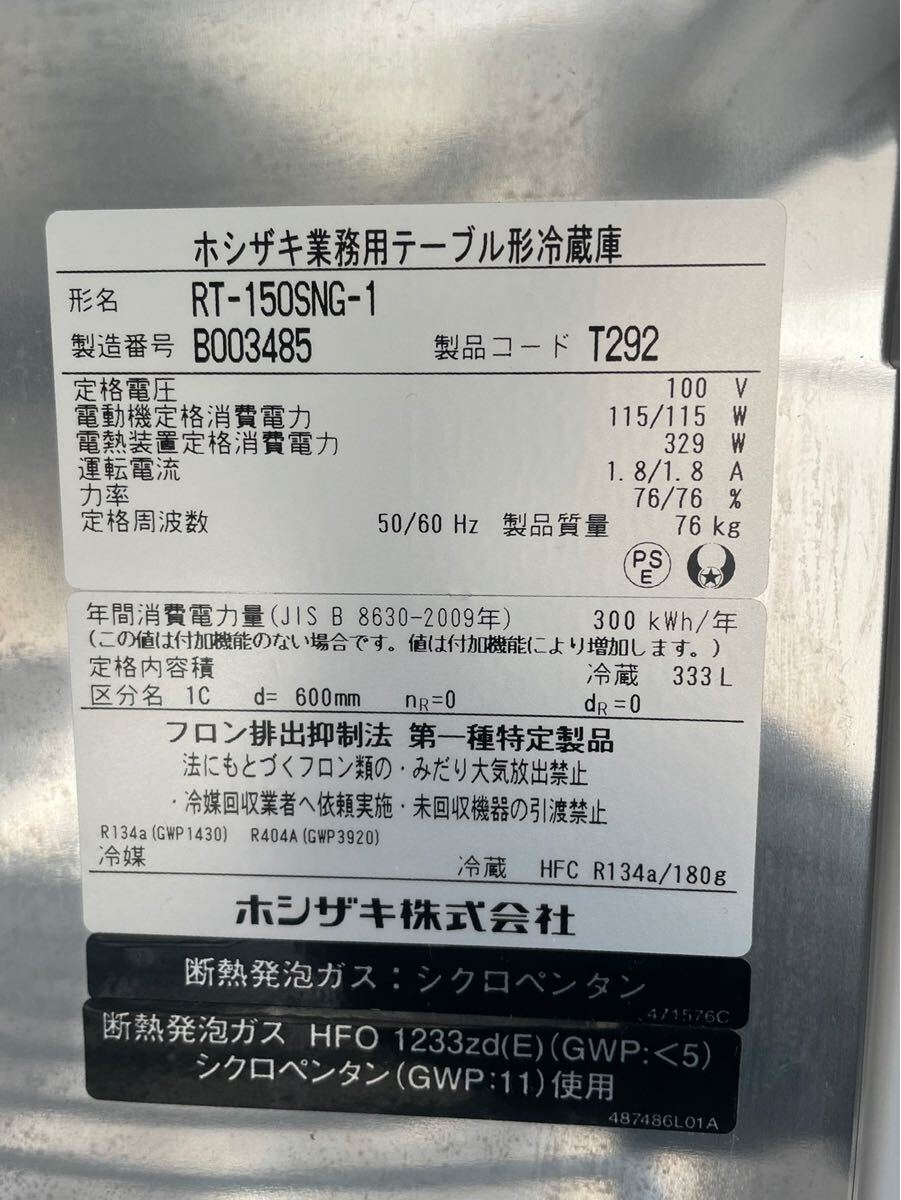 ホシザキ業務用テーブル形冷蔵庫
形名 RT-150SNG-1
製造番号 B003485 製品コード T292
定格電圧 100 V
電動機定格消費電力 115/115 W
電熱装置定格消費電力 329 W
運転電流 1.8/1.8 A
力率 76/76 %
定格周波数 50/60 Hz 製品質量 76 kg
PS E
年間消費電力量(JIS B 8630-2009年) 300 kWh/年
(この値は付加機能のない場合です。値は付加機能により増加します。)
定格内容積 冷蔵 333 L
区分名 1C d= 600mm nR=0 dR=0
フロン排出抑制法 第一種特定製品
法にもとづくフロン類の・みだり大気放出禁止
・冷媒回収業者へ依頼実施・未回収機器の引渡禁止
R134a(GWP1430) R404A(GWP3920)
冷媒 冷蔵 HFC R134a/180g
ホシザキ株式会社
断熱発泡ガス：シクロペンタン
471576C
断熱発泡ガス HFO 1233zd(E)(GWP:<5)
シクロペンタン(GWP:11)使用
487486L01A